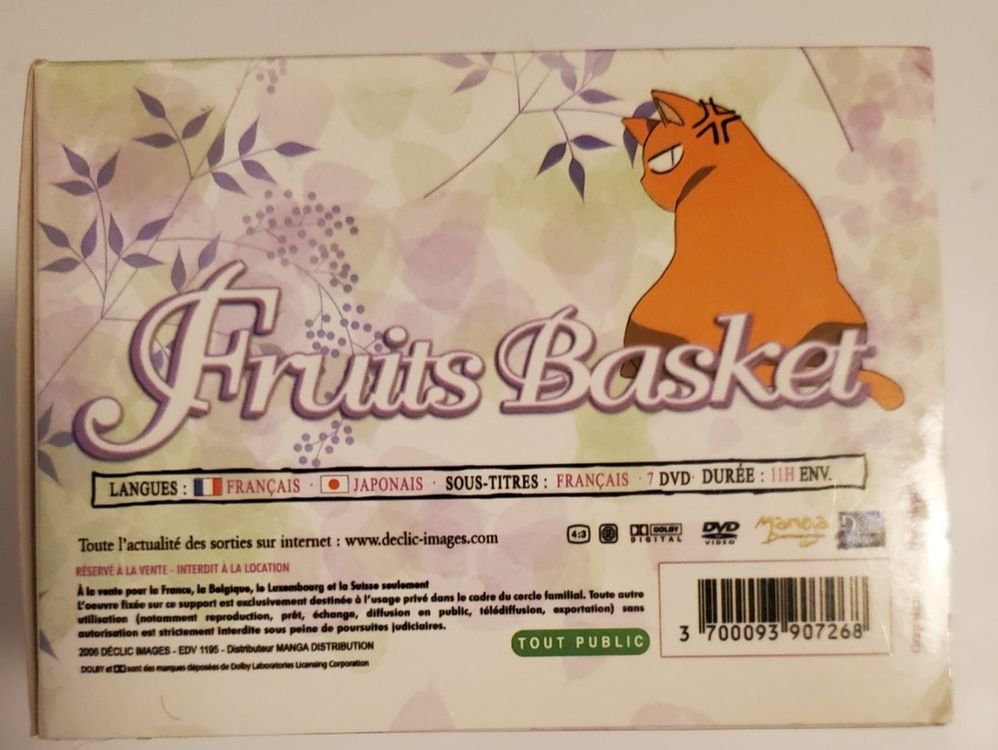 Fruits Basket
LANGUES : FRANÇAIS · JAPONAIS · SOUS-TITRES : FRANÇAIS · 7 DVD · DURÉE : 11H ENV.
Toute l'actualité des sorties sur internet : www.declic-images.com
4:3
DOLBY
DIGITAL
DVD
VIDEO
Manga
RÉSERVÉ À LA VENTE - INTERDIT À LA LOCATION
À la vente pour la France, la Belgique, le Luxembourg et la Suisse seulement
L'oeuvre fixée sur ce support est exclusivement destinée à l'usage privé dans le cadre du cercle familial. Toute autre
utilisation (notamment reproduction, prêt, échange, diffusion en public, télédiffusion, exportation) sans
autorisation est strictement interdite sous peine de poursuites judiciaires.
2006 DÉCLIC IMAGES - EDV 1195 - Distributeur MANGA DISTRIBUTION
DOLBY et sont des marques déposées de Dolby Laboratories Licensing Corporation
TOUT PUBLIC
3 700093 907268